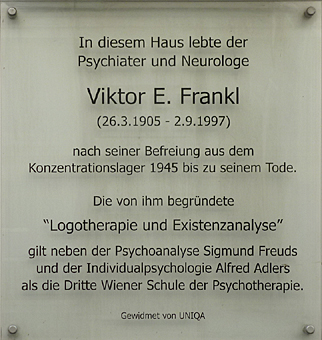 In diesem Haus lebte der
Psychiater und Neurologe
Viktor E. Frankl
(26.3.1905 - 2.9.1997)
nach seiner Befreiung aus dem
Konzentrationslager 1945 bis zu seinem Tode.
Die von ihm begründete
“Logotherapie und Existenzanalyse”
gilt neben der Psychoanalyse Sigmund Freuds
und der Individualpsychologie Alfred Adlers
als die Dritte Wiener Schule der Psychotherapie.
Gewidmet von UNIQA